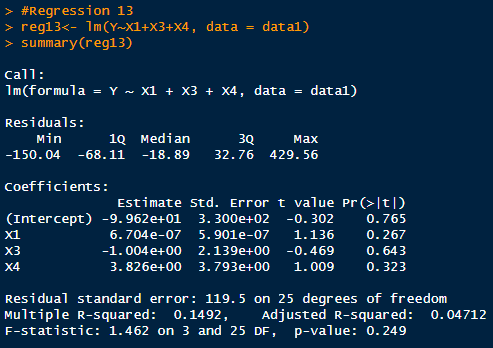 > #Regression 13
> reg13<- lm(Y~X1+X3+X4, data = data1)
> summary(reg13)
Call:
lm(formula = Y ~ X1 + X3 + X4, data = data1)
Residuals:
Min 1Q Median 3Q Max
-150.04 -68.11 -18.89 32.76 429.56
Coefficients:
Estimate Std. Error t value Pr(>|t|)
(Intercept) -9.962e+01 3.300e+02 -0.302 0.765
X1 6.704e-07 5.901e-07 1.136 0.267
X3 -1.004e+00 2.139e+00 -0.469 0.643
X4 3.826e+00 3.793e+00 1.009 0.323
Residual standard error: 119.5 on 25 degrees of freedom
Multiple R-squared: 0.1492, Adjusted R-squared: 0.04712
F-statistic: 1.462 on 3 and 25 DF, p-value: 0.249